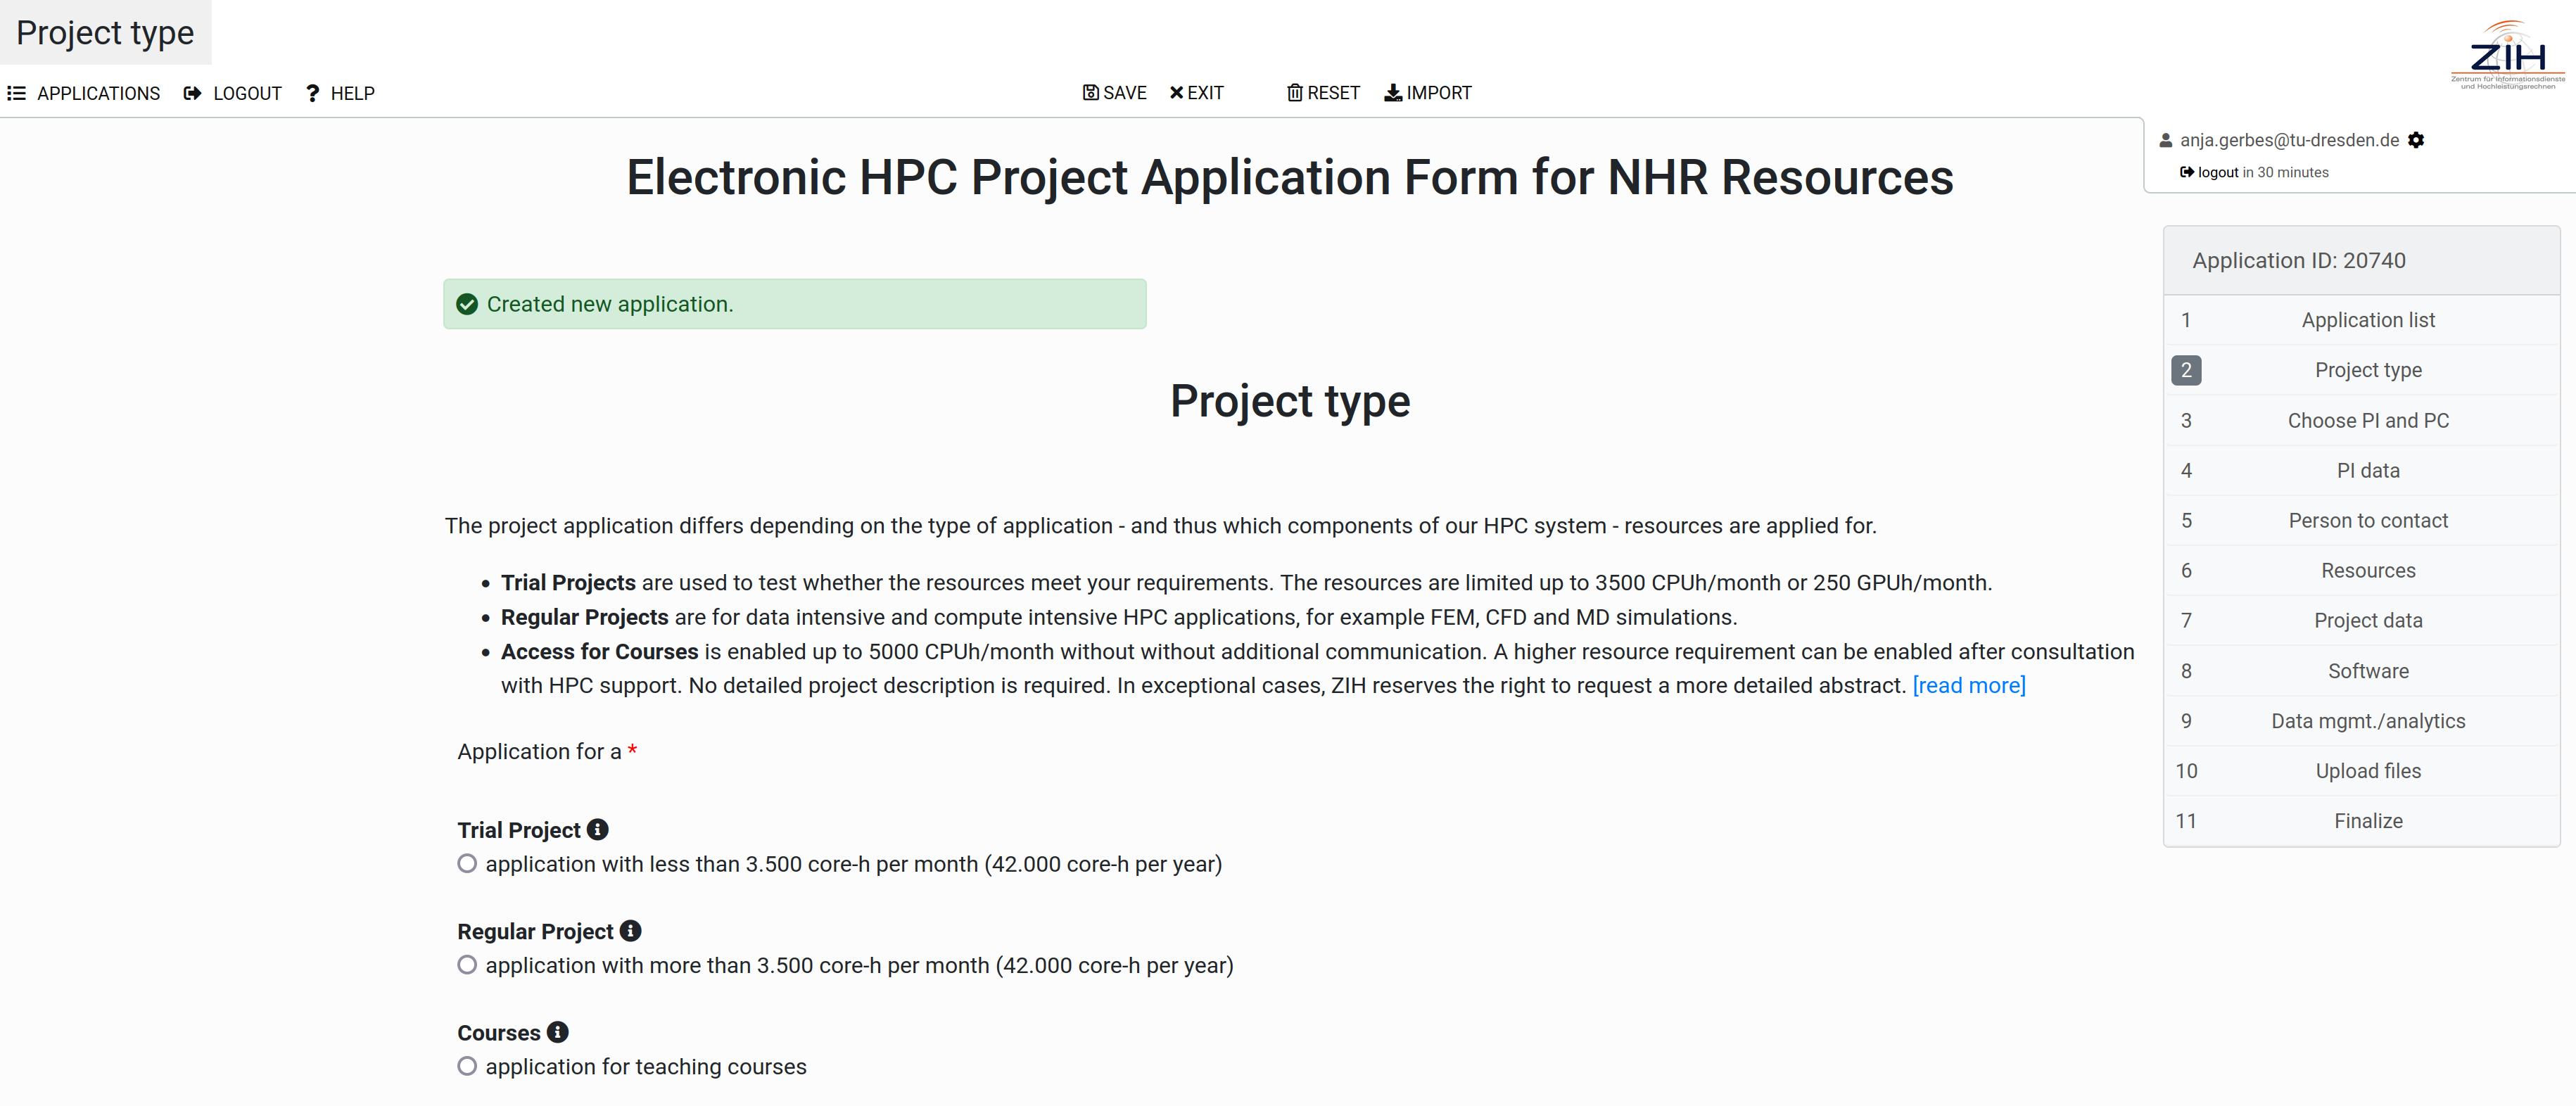 Project type
APPLICATIONS LOGOUT ? HELP SAVE EXIT RESET IMPORT
ZIH
Zentrum für Informationsdienste
und Hochleistungsrechnen
anja.gerbes@tu-dresden.de
logout in 30 minutes
Electronic HPC Project Application Form for NHR Resources
Created new application.
Project type
The project application differs depending on the type of application - and thus which components of our HPC system - resources are applied for.
• Trial Projects are used to test whether the resources meet your requirements. The resources are limited up to 3500 CPUh/month or 250 GPUh/month.
• Regular Projects are for data intensive and compute intensive HPC applications, for example FEM, CFD and MD simulations.
• Access for Courses is enabled up to 5000 CPUh/month without without additional communication. A higher resource requirement can be enabled after consultation
with HPC support. No detailed project description is required. In exceptional cases, ZIH reserves the right to request a more detailed abstract. [read more]
Application for a *
Trial Project
application with less than 3.500 core-h per month (42.000 core-h per year)
Regular Project
application with more than 3.500 core-h per month (42.000 core-h per year)
Courses
application for teaching courses
Application ID: 20740
1 Application list
2 Project type
3 Choose PI and PC
4 PI data
5 Person to contact
6 Resources
7 Project data
8 Software
9 Data mgmt./analytics
10 Upload files
11 Finalize